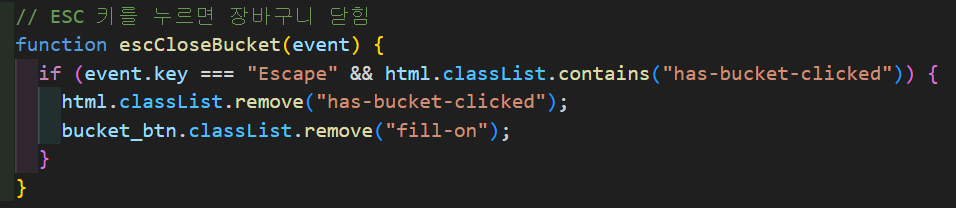 // ESC 키를 누르면 장바구니 닫힘
function escCloseBucket(event) {
if (event.key === "Escape" && html.classList.contains("has-bucket-clicked")) {
html.classList.remove("has-bucket-clicked");
bucket_btn.classList.remove("fill-on");
}
}